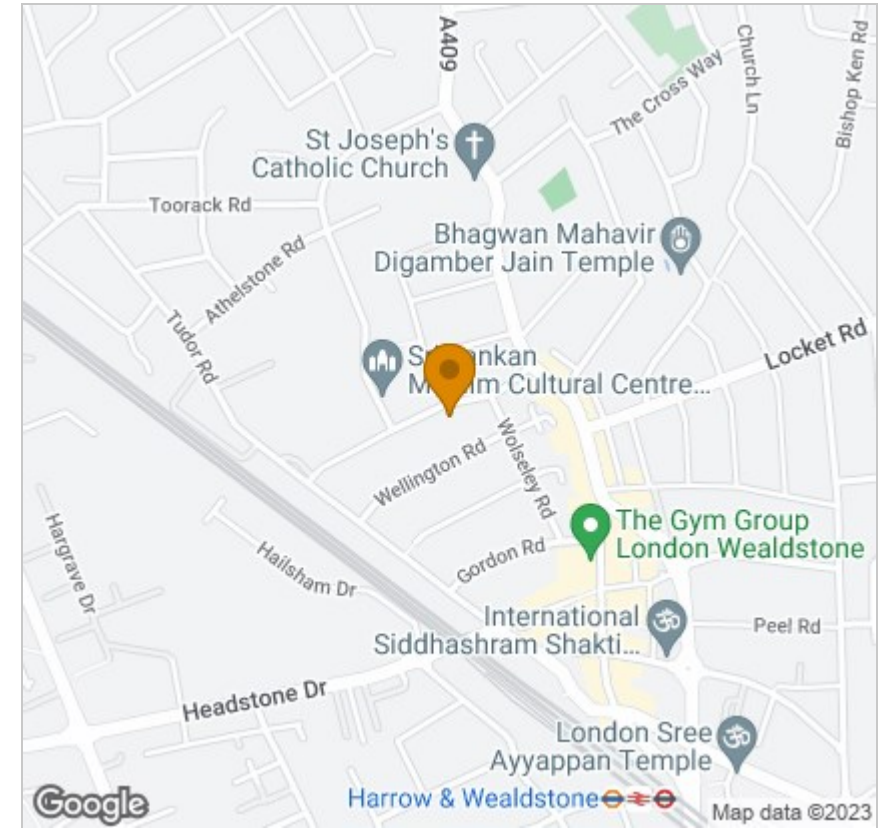 A409
Church Ln
Bishop Ken Rd
The Cross Way
St Joseph's
Catholic Church
Toorack Rd
Bhagwan Mahavir
Digamber Jain Temple
Athelstone Rd
Tudor Rd
Locket Rd
Cultural Centre...
Wolseley Rd
Wellington Rd
The Gym Group
London Wealdstone
Hargrave Dr
Hailsham Dr
Gordon Rd
International
Siddhashram Shakti...
Peel Rd
Headstone Dr
London Sree
Ayyappan Temple
Harrow & Wealdstone
Google
Map data ©2023